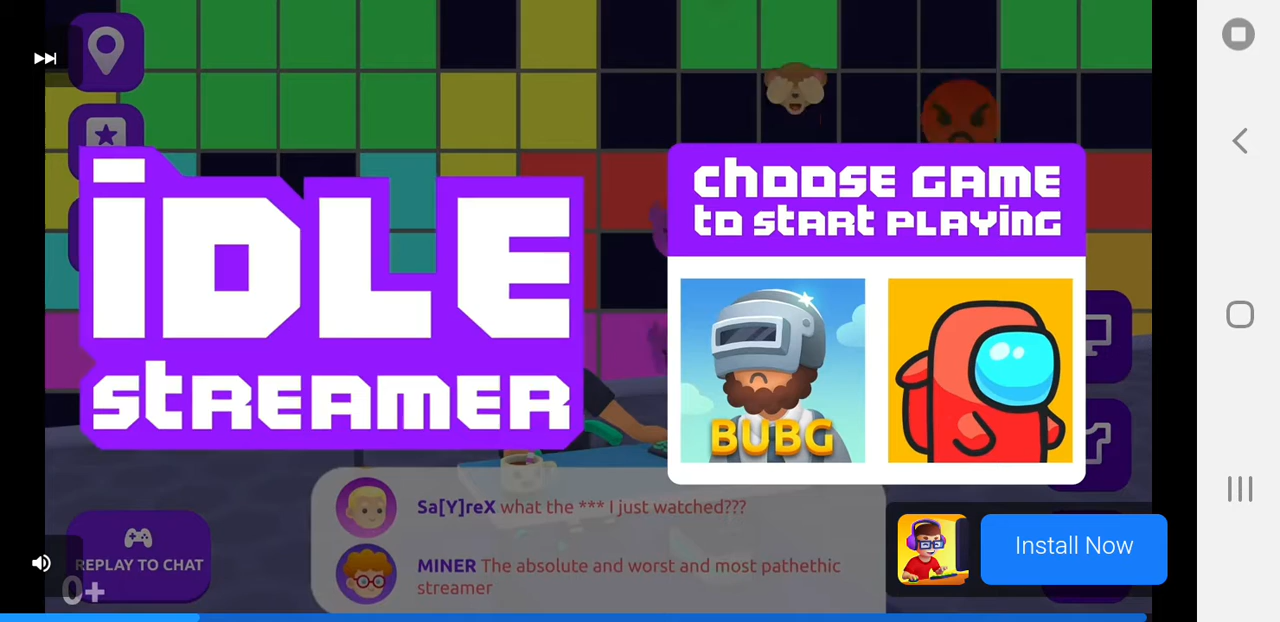 iDLE
STREAMER
CHOOSE GAME
to START PLAYiNG
BUBG
Sa[Y]reX what the *** I just watched???
MINER The absolute and worst and most pathethic
streamer
REPLAY TO CHAT
0+
Install Now